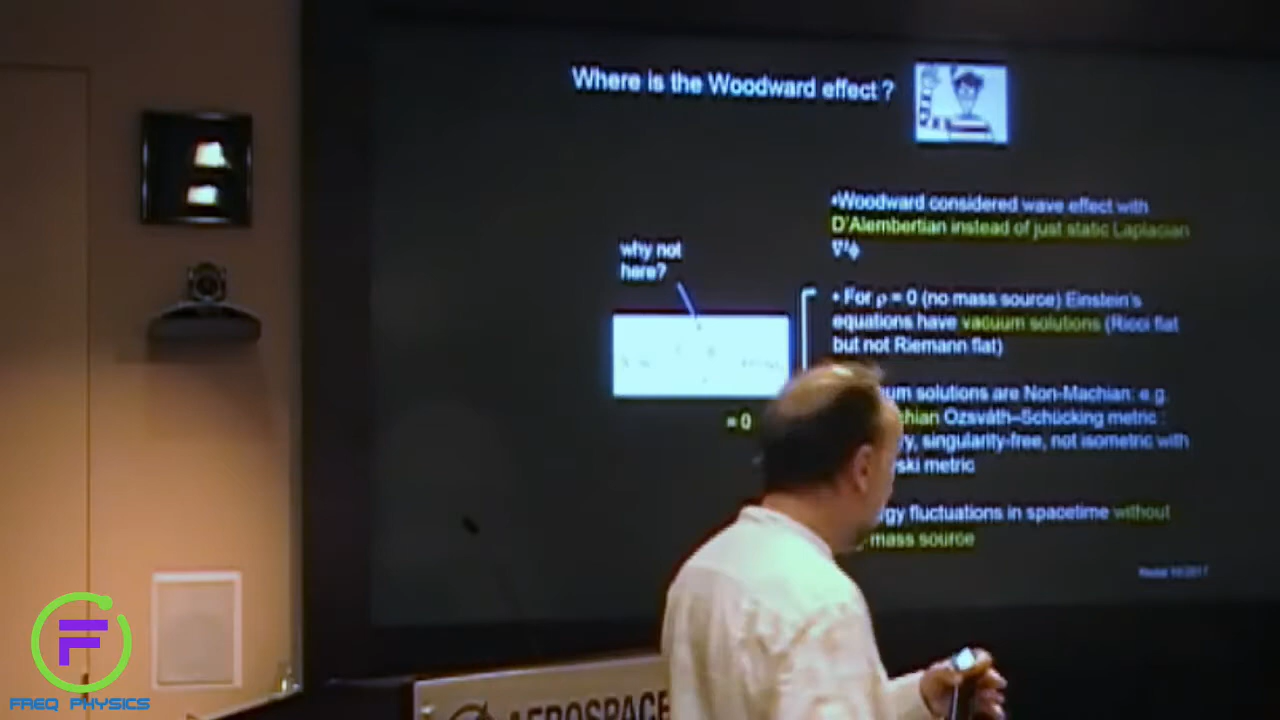 Where is the Woodward effect ?
•Woodward considered wave effect with
D'Alembertian instead of just static Laplacian
∇²ϕ
why not
here?
• For ρ = 0 (no mass source) Einstein's
equations have vacuum solutions (Ricci flat
but not Riemann flat)
= 0
solutions are Non-Machian: e.g.
Ozsváth–Schücking metric :
singularity-free, not isometric with
metric
fluctuations in spacetime without
mass source
AEROSPACE
FREQ PHYSICS